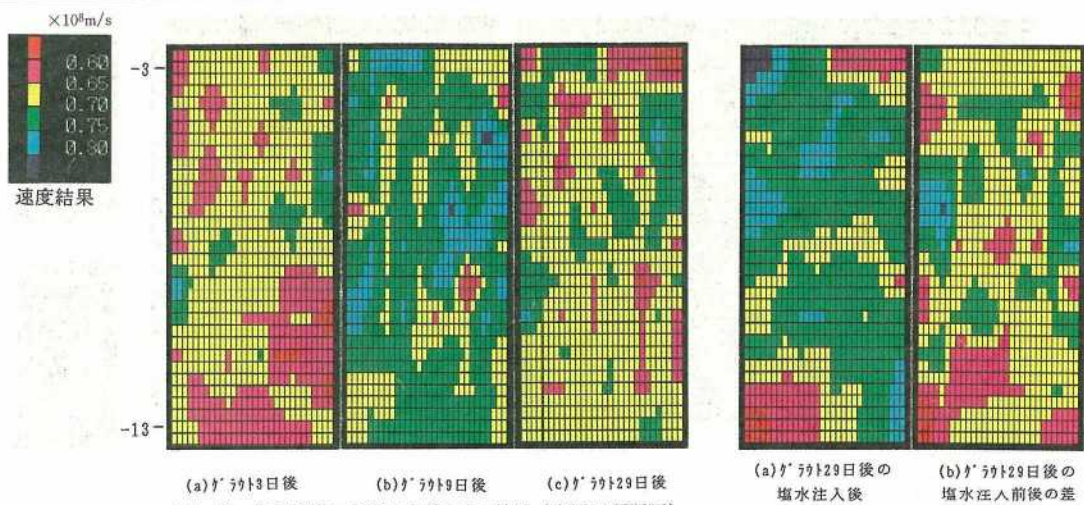 ×10⁸m/s
0.60
0.65
0.70
0.75
0.80
速度結果
-3
-13
(a)グラウト3日後
(b)グラウト9日後
(c)グラウト29日後
(a)グラウト29日後の
塩水注入後
(b)グラウト29日後の
塩水注入前後の差